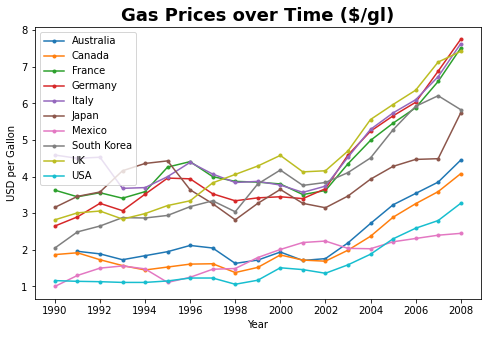 Gas Prices over Time ($/gl)
8
7
6
5
4
3
2
1
USD per Gallon
Australia
Canada
France
Germany
Italy
Japan
Mexico
South Korea
UK
USA
1990 1992 1994 1996 1998 2000 2002 2004 2006 2008
Year